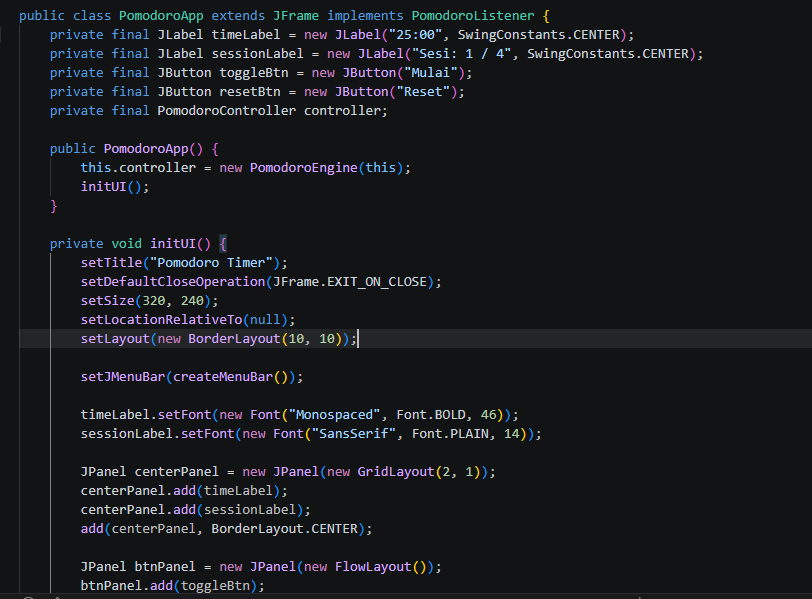 public class PomodoroApp extends JFrame implements PomodoroListener {
    private final JLabel timeLabel = new JLabel("25:00", SwingConstants.CENTER);
    private final JLabel sessionLabel = new JLabel("Sesi: 1 / 4", SwingConstants.CENTER);
    private final JButton toggleBtn = new JButton("Mulai");
    private final JButton resetBtn = new JButton("Reset");
    private final PomodoroController controller;

    public PomodoroApp() {
        this.controller = new PomodoroEngine(this);
        initUI();
    }

    private void initUI() {
        setTitle("Pomodoro Timer");
        setDefaultCloseOperation(JFrame.EXIT_ON_CLOSE);
        setSize(320, 240);
        setLocationRelativeTo(null);
        setLayout(new BorderLayout(10, 10));

        setJMenuBar(createMenuBar());

        timeLabel.setFont(new Font("Monospaced", Font.BOLD, 46));
        sessionLabel.setFont(new Font("SansSerif", Font.PLAIN, 14));

        JPanel centerPanel = new JPanel(new GridLayout(2, 1));
        centerPanel.add(timeLabel);
        centerPanel.add(sessionLabel);
        add(centerPanel, BorderLayout.CENTER);

        JPanel btnPanel = new JPanel(new FlowLayout());
        btnPanel.add(toggleBtn);